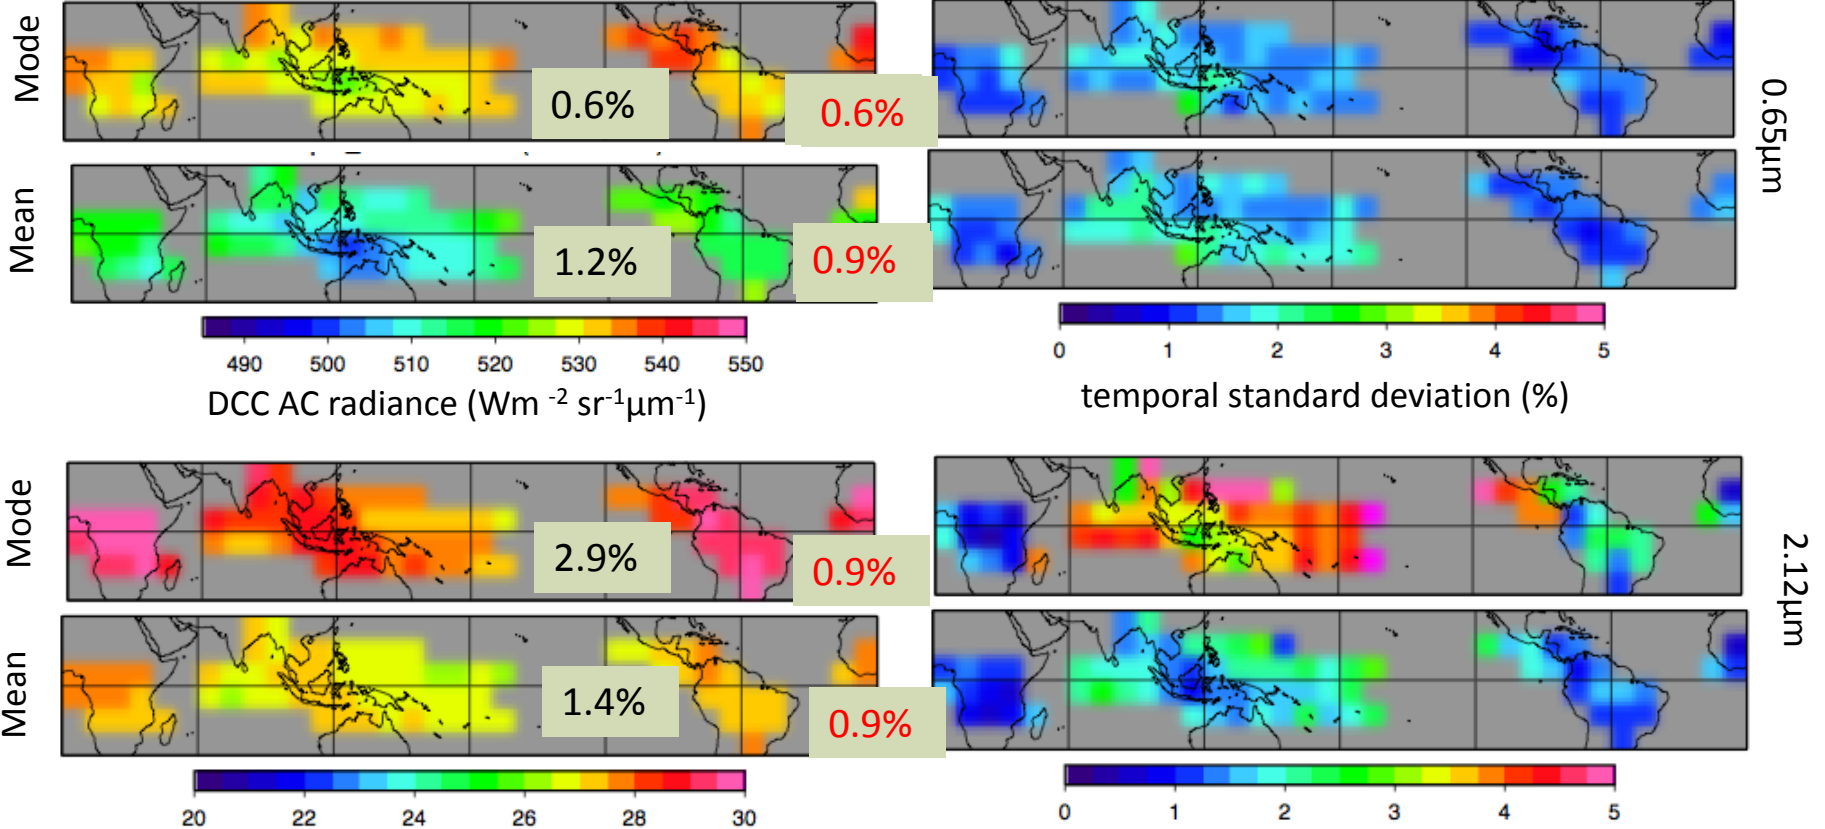 Mode
0.6%
0.6%
0.65µm
Mean
1.2%
0.9%
490 500 510 520 530 540 550
0 1 2 3 4 5
DCC AC radiance (Wm -2 sr-1µm-1)
temporal standard deviation (%)
Mode
2.9%
0.9%
2.12µm
Mean
1.4%
0.9%
20 22 24 26 28 30
0 1 2 3 4 5